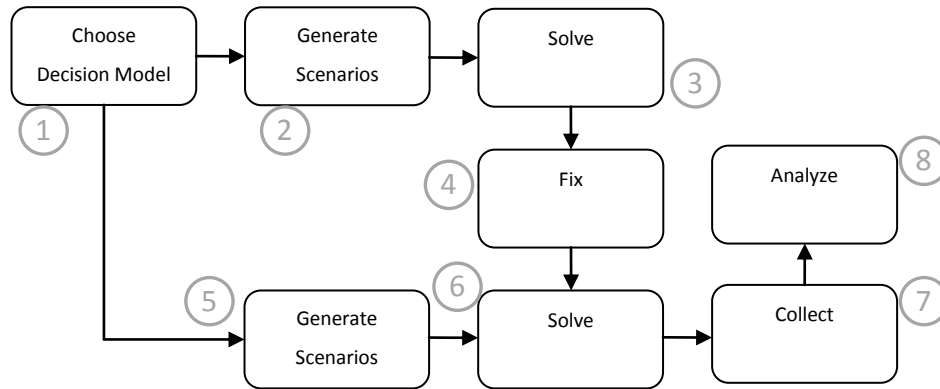 Choose
Decision Model
1
Generate
Scenarios
2
Solve
3
Fix
4
Generate
Scenarios
5
Solve
6
Collect
7
Analyze
8